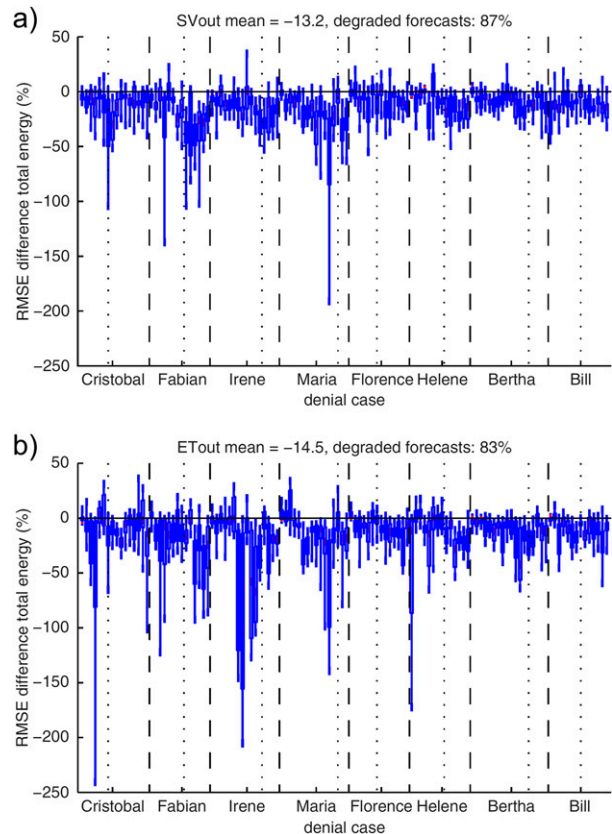 a)
SVout mean = −13.2, degraded forecasts: 87%
RMSE difference total energy (%)
50
0
−50
−100
−150
−200
−250
Cristobal Fabian Irene Maria Florence Helene Bertha Bill
denial case
b)
ETout mean = −14.5, degraded forecasts: 83%
RMSE difference total energy (%)
50
0
−50
−100
−150
−200
−250
Cristobal Fabian Irene Maria Florence Helene Bertha Bill
denial case